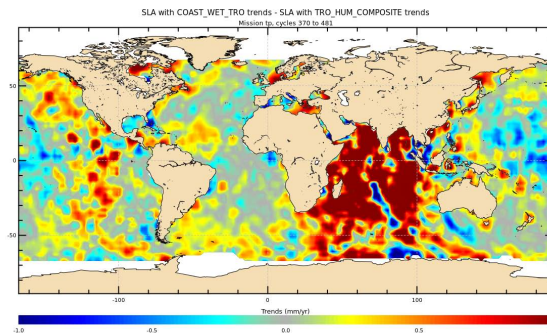 SLA with COAST_WET_TRO trends - SLA with TRO_HUM_COMPOSITE trends
Mission tp, cycles 370 to 481
50
0
-50
-100 0 100
Trends (mm/yr)
-1.0 -0.5 0.0 0.5